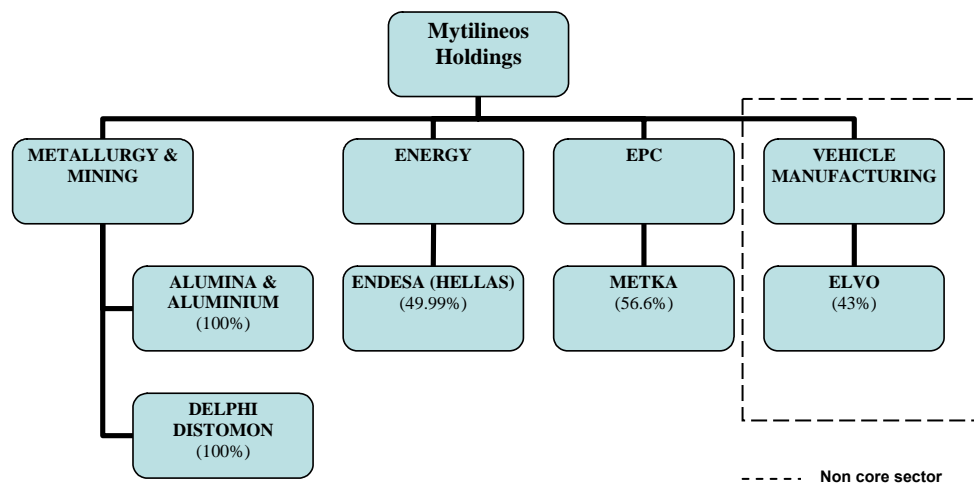 Mytilineos
Holdings
METALLURGY &
MINING
ENERGY
EPC
VEHICLE
MANUFACTURING
ALUMINA &
ALUMINIUM
(100%)
ENDESA (HELLAS)
(49.99%)
METKA
(56.6%)
ELVO
(43%)
DELPHI
DISTOMON
(100%)
Non core sector